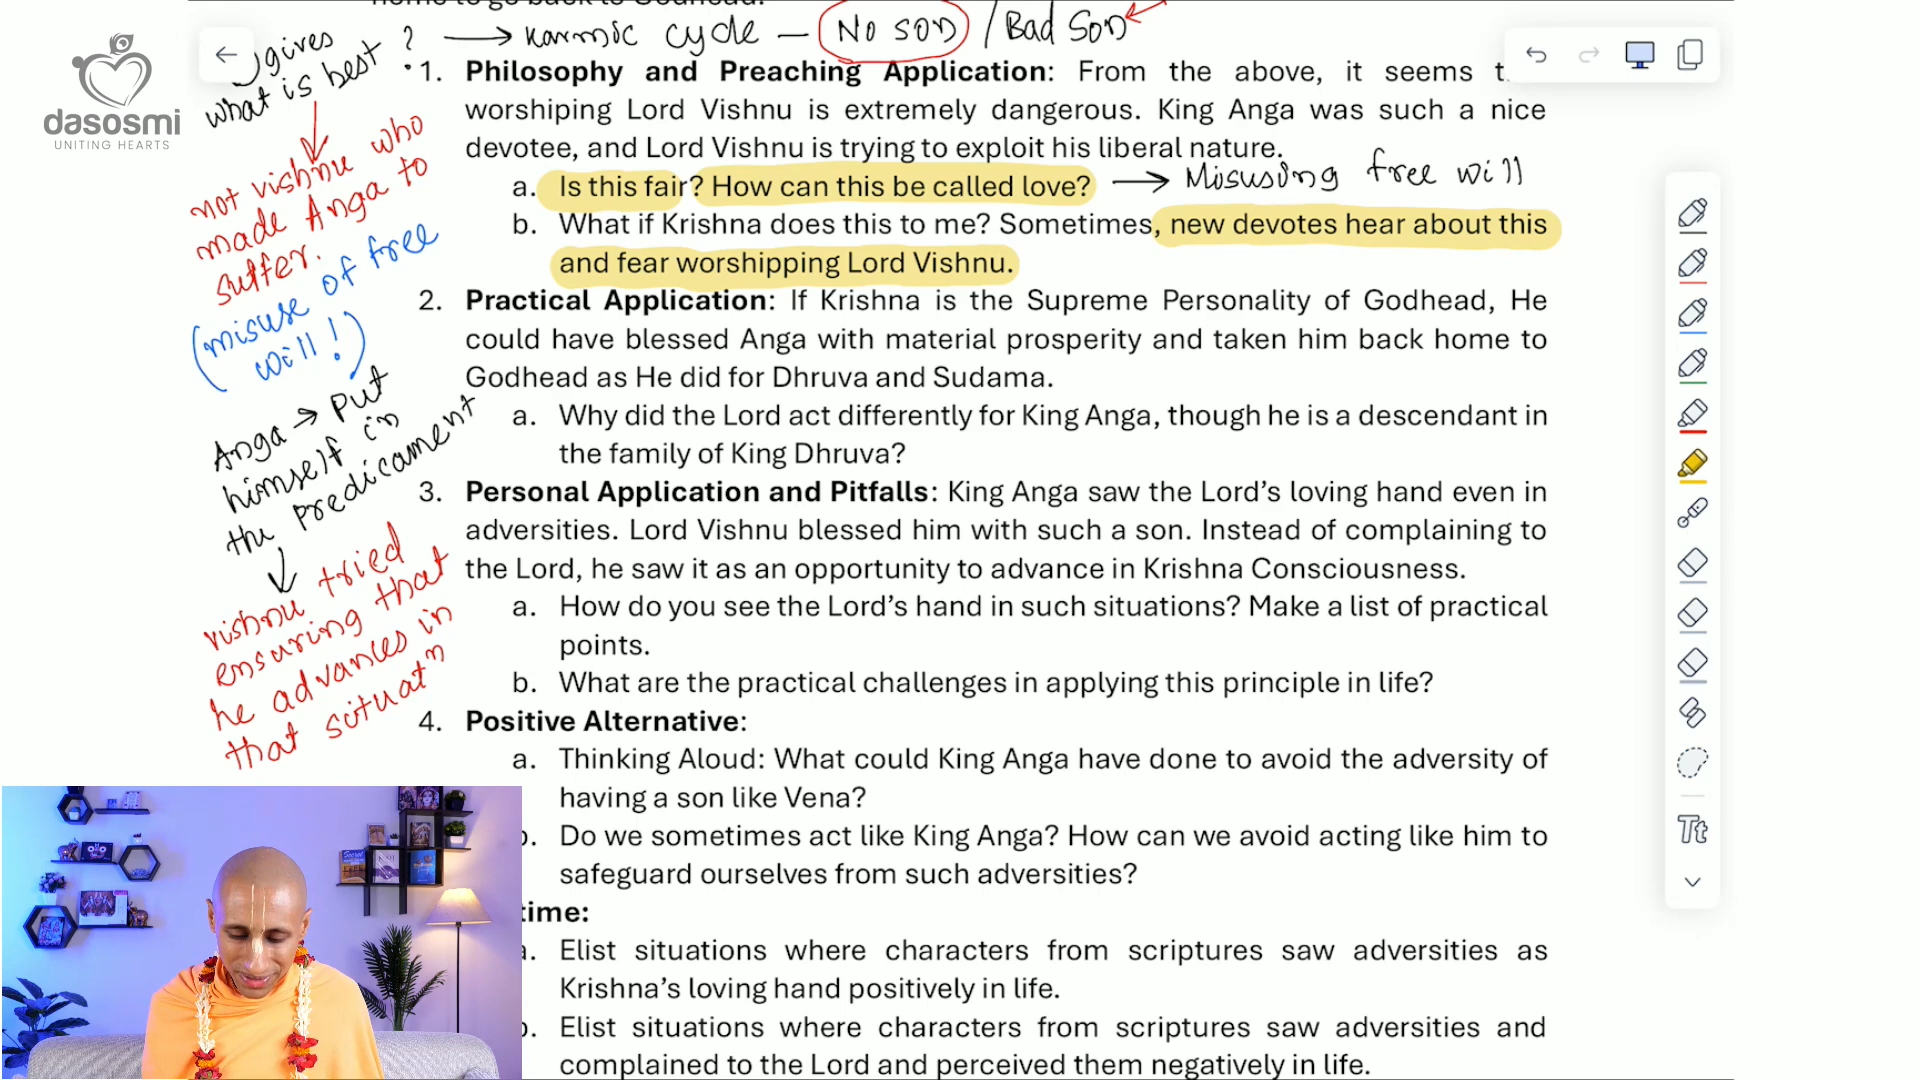 home to go back to Godhead.
gives
what is best ?
→ Karmic cycle — No son / Bad Son
dasosmi
UNITING HEARTS
not vishnu who
made Anga to
suffer.
(misuse of free
will!)
Anga → Put
himself in
the predicament
vishnu tried
ensuring that
he advances in
that situatn
1. Philosophy and Preaching Application: From the above, it seems
worshiping Lord Vishnu is extremely dangerous. King Anga was such a nice
devotee, and Lord Vishnu is trying to exploit his liberal nature.
a. Is this fair? How can this be called love? → Misusing free will
b. What if Krishna does this to me? Sometimes, new devotes hear about this
and fear worshipping Lord Vishnu.
2. Practical Application: If Krishna is the Supreme Personality of Godhead, He
could have blessed Anga with material prosperity and taken him back home to
Godhead as He did for Dhruva and Sudama.
a. Why did the Lord act differently for King Anga, though he is a descendant in
the family of King Dhruva?
3. Personal Application and Pitfalls: King Anga saw the Lord's loving hand even in
adversities. Lord Vishnu blessed him with such a son. Instead of complaining to
the Lord, he saw it as an opportunity to advance in Krishna Consciousness.
a. How do you see the Lord's hand in such situations? Make a list of practical
points.
b. What are the practical challenges in applying this principle in life?
4. Positive Alternative:
a. Thinking Aloud: What could King Anga have done to avoid the adversity of
having a son like Vena?
b. Do we sometimes act like King Anga? How can we avoid acting like him to
safeguard ourselves from such adversities?
time:
a. Elist situations where characters from scriptures saw adversities as
Krishna's loving hand positively in life.
b. Elist situations where characters from scriptures saw adversities and
complained to the Lord and perceived them negatively in life.
Tt